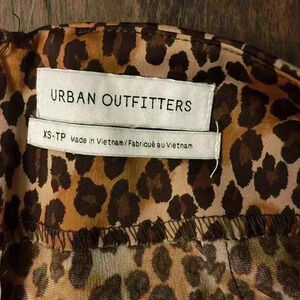 URBAN OUTFITTERS
XS-TP Made in Vietnam / Fabriqué au Vietnam